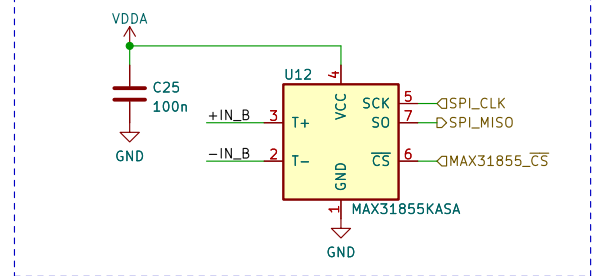 VDDA
C25
100n
GND
U12
4
VCC
+IN_B
3
T+
-IN_B
2
T-
SCK
5
SPI_CLK
SO
7
SPI_MISO
CS
6
MAX31855_CS
GND
1
MAX31855KASA
GND